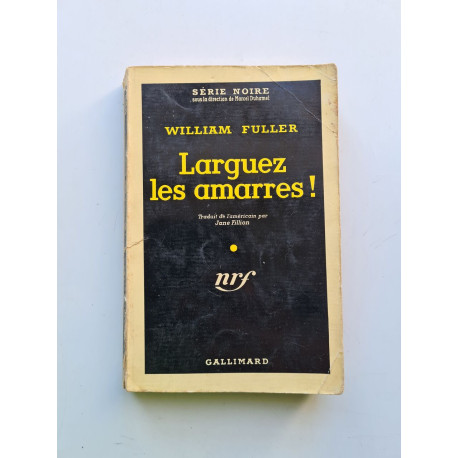 SÉRIE NOIRE
sous la direction de Marcel Duhamel
WILLIAM FULLER
Larguez
les amarres !
Traduit de l'américain par
Jane Fillion
nrf
GALLIMARD